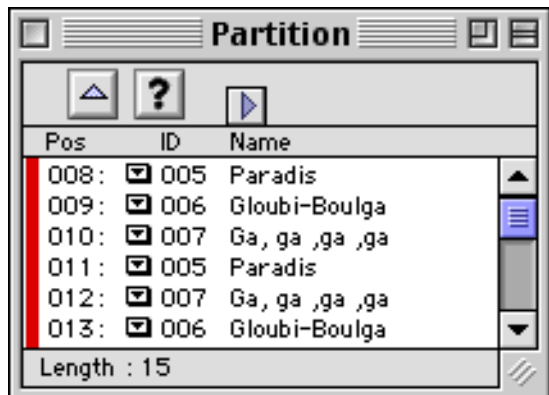 Partition
?
Pos ID Name
008: 005 Paradis
009: 006 Gloubi-Boulga
010: 007 Ga, ga ,ga ,ga
011: 005 Paradis
012: 007 Ga, ga ,ga ,ga
013: 006 Gloubi-Boulga
Length : 15